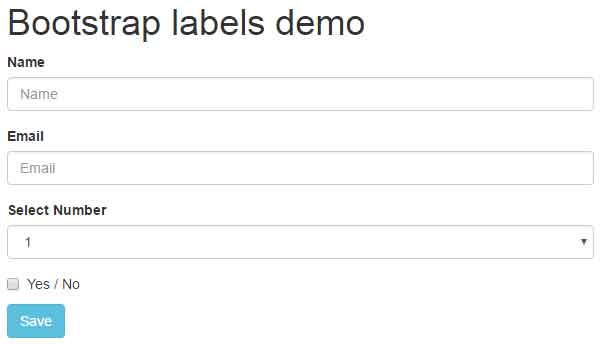 Bootstrap labels demo
Name
Name
Email
Email
Select Number
1
Yes / No
Save